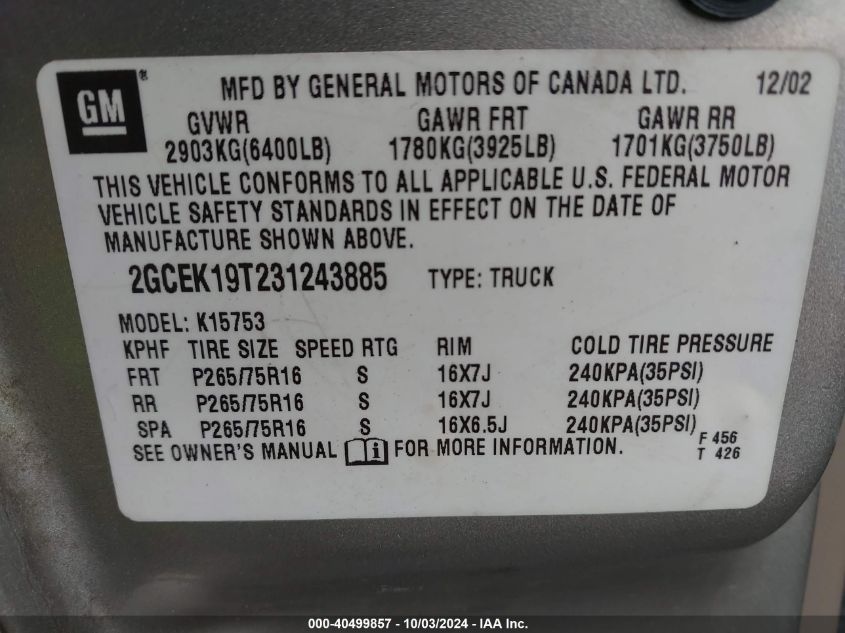 GM® MFD BY GENERAL MOTORS OF CANADA LTD. 12/02
GVWR GAWR FRT GAWR RR
2903KG(6400LB) 1780KG(3925LB) 1701KG(3750LB)
THIS VEHICLE CONFORMS TO ALL APPLICABLE U.S. FEDERAL MOTOR
VEHICLE SAFETY STANDARDS IN EFFECT ON THE DATE OF
MANUFACTURE SHOWN ABOVE.
2GCEK19T231243885 TYPE: TRUCK
MODEL: K15753
KPHF TIRE SIZE SPEED RTG RIM COLD TIRE PRESSURE
FRT P265/75R16 S 16X7J 240KPA(35PSI)
RR P265/75R16 S 16X7J 240KPA(35PSI)
SPA P265/75R16 S 16X6.5J 240KPA(35PSI)
SEE OWNER'S MANUAL i FOR MORE INFORMATION.
F 456
T 426
000-40499857 - 10/03/2024 - IAA Inc.